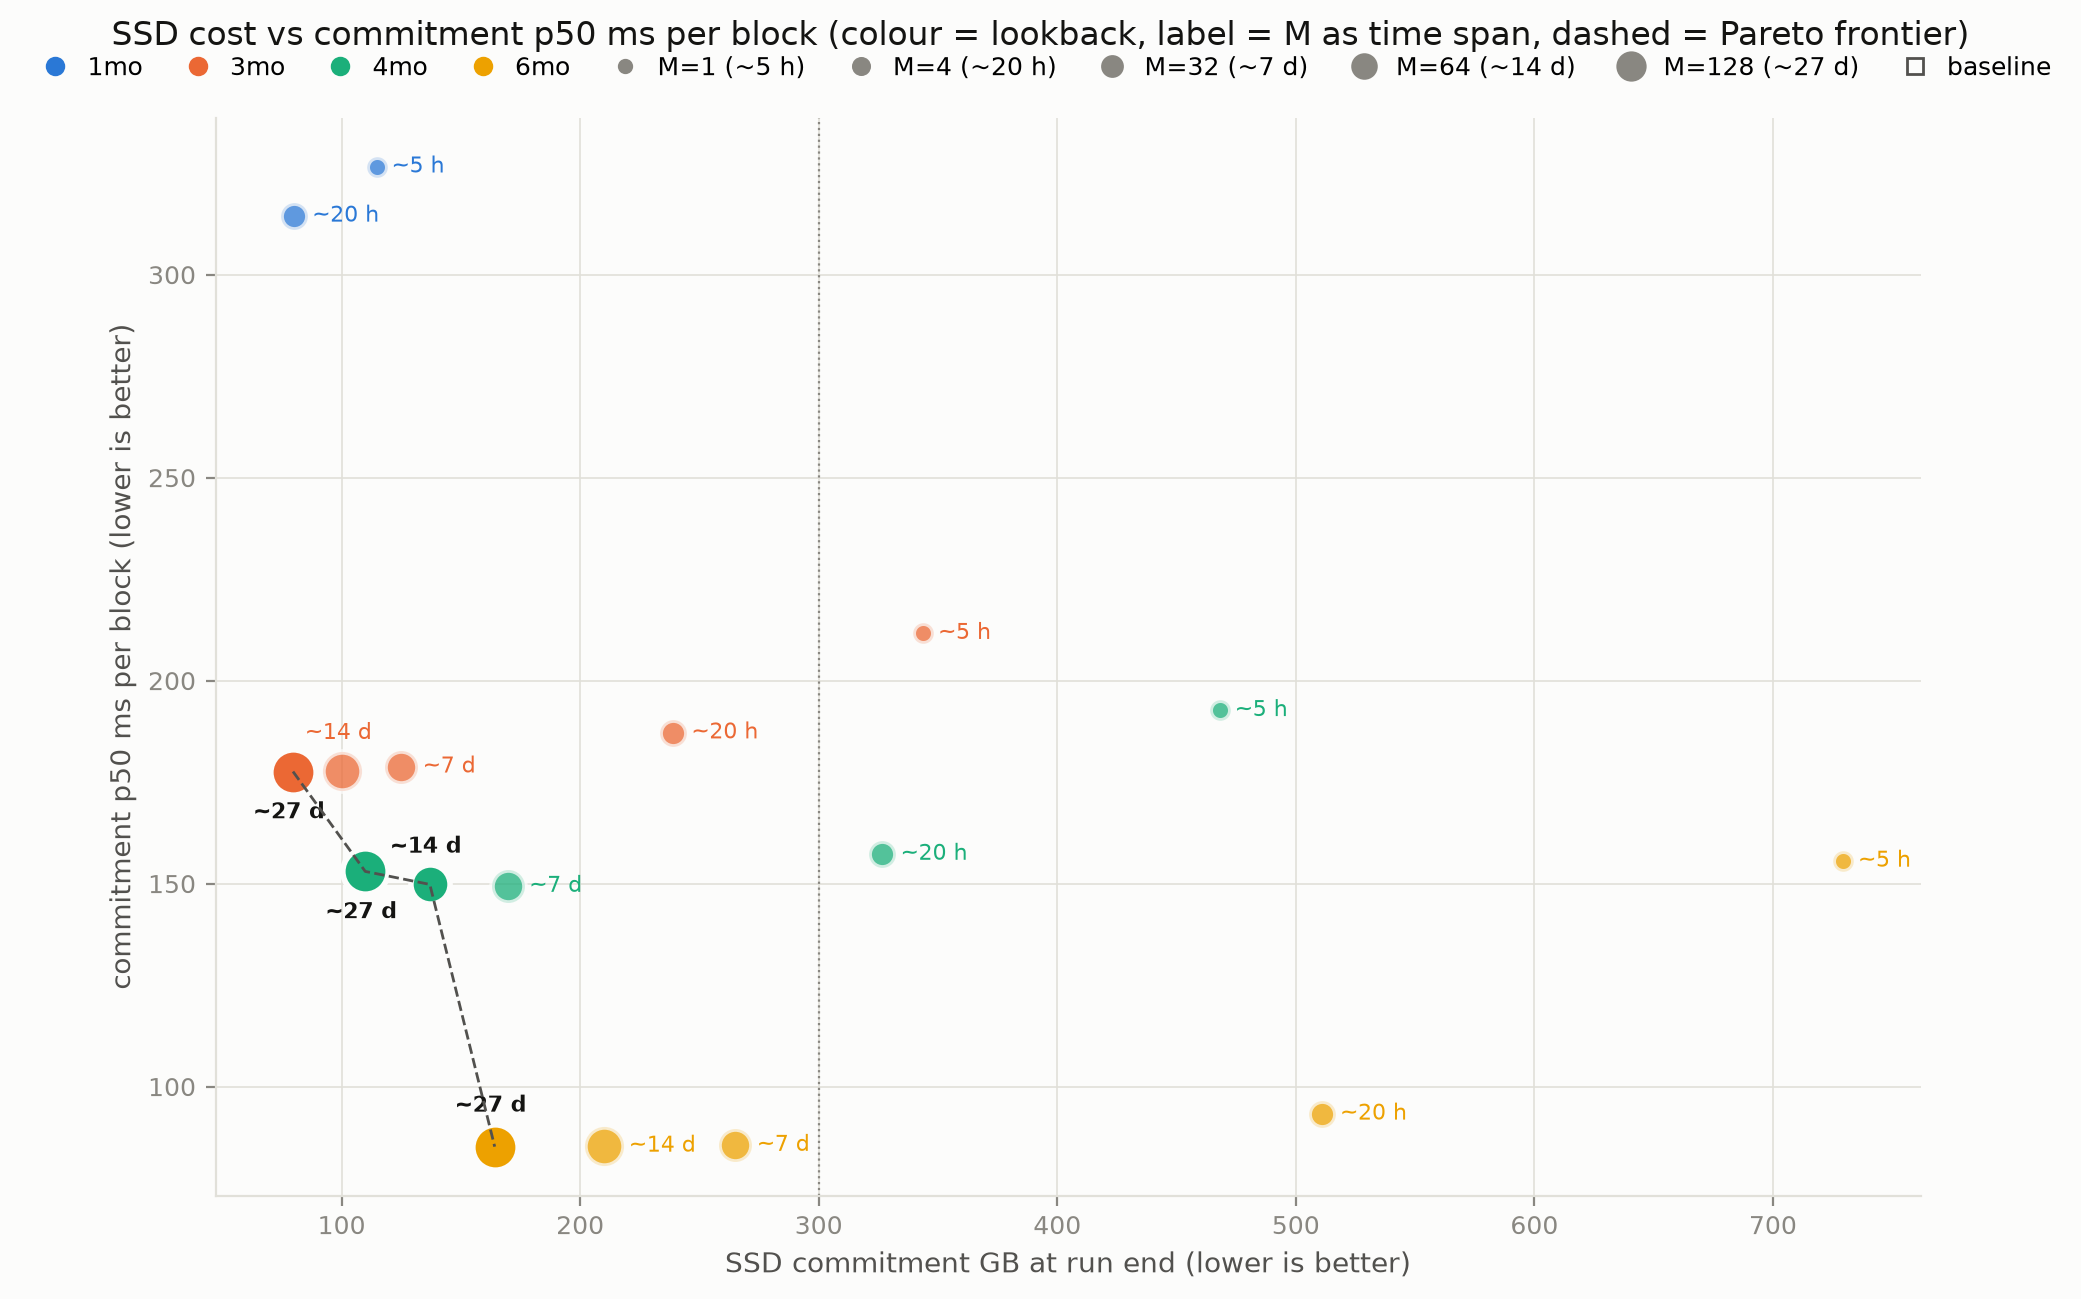 SSD cost vs commitment p50 ms per block (colour = lookback, label = M as time span, dashed = Pareto frontier)
1mo 3mo 4mo 6mo M=1 (~5 h) M=4 (~20 h) M=32 (~7 d) M=64 (~14 d) M=128 (~27 d) baseline
~5 h
~20 h
300
250
~5 h
200
~5 h
~14 d
~20 h
~7 d
~27 d
~14 d
~20 h
~5 h
150
~7 d
~27 d
100
~27 d
~20 h
~14 d
~7 d
commitment p50 ms per block (lower is better)
100 200 300 400 500 600 700
SSD commitment GB at run end (lower is better)